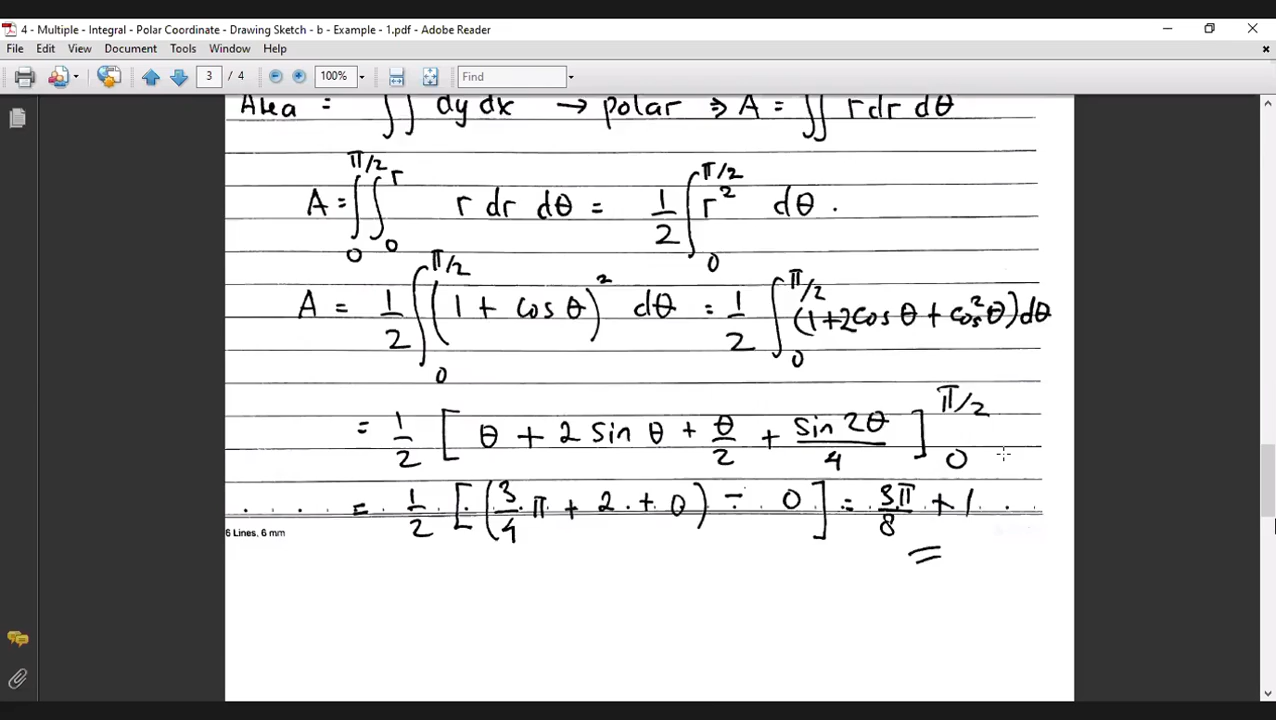 4 - Multiple - Integral - Polar Coordinate - Drawing Sketch - b - Example - 1.pdf - Adobe Reader
File Edit View Document Tools Window Help
3 / 4 100% Find
Area = ∫∫ dy dx → polar ⇒ A = ∫∫ r dr dθ
A = ∫₀^π/2 ∫₀^r r dr dθ = 1/2 ∫₀^π/2 r² dθ .
A = 1/2 ∫₀^π/2 (1 + cos θ)² dθ = 1/2 ∫₀^π/2 (1+2cos θ + cos² θ) dθ
= 1/2 [ θ + 2 sin θ + θ/2 + sin 2θ/4 ]₀^π/2
= 1/2 [ (3/4 π + 2 + 0) - 0 ] = 3π/8 + 1
6 Lines, 6 mm